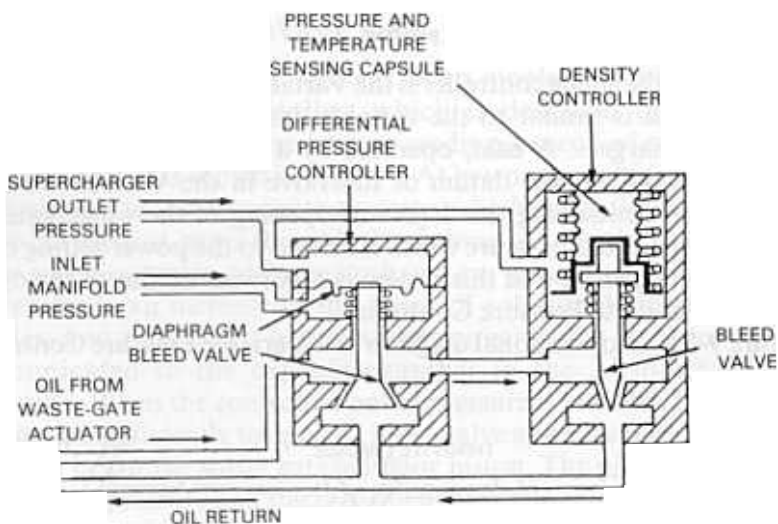 PRESSURE AND
TEMPERATURE
SENSING CAPSULE
DENSITY
CONTROLLER
DIFFERENTIAL
PRESSURE
CONTROLLER
SUPERCHARGER
OUTLET
PRESSURE
INLET
MANIFOLD
PRESSURE
DIAPHRAGM
BLEED VALVE
BLEED
VALVE
OIL FROM
WASTE-GATE
ACTUATOR
OIL RETURN